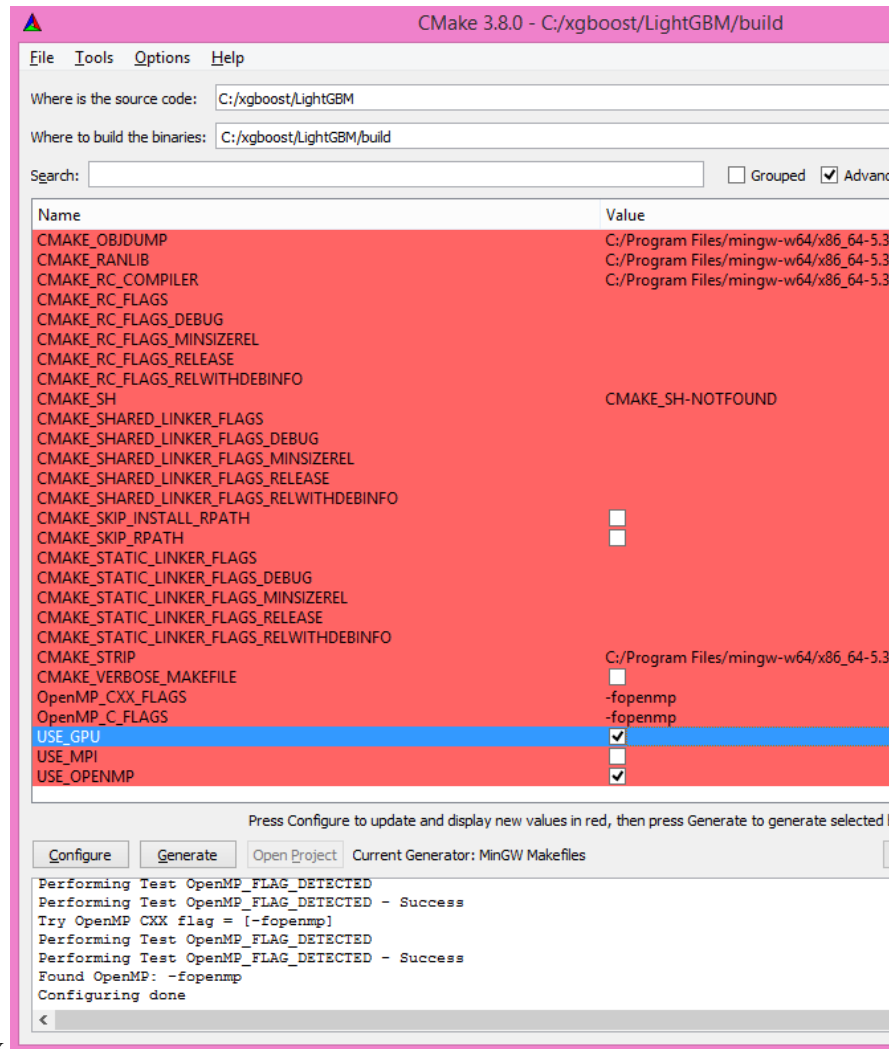 CMake 3.8.0 - C:/xgboost/LightGBM/build
File Tools Options Help
Where is the source code: C:/xgboost/LightGBM
Where to build the binaries: C:/xgboost/LightGBM/build
Search: Grouped Advanc
Name Value
CMAKE_OBJDUMP C:/Program Files/mingw-w64/x86_64-5.3
CMAKE_RANLIB C:/Program Files/mingw-w64/x86_64-5.3
CMAKE_RC_COMPILER C:/Program Files/mingw-w64/x86_64-5.3
CMAKE_RC_FLAGS
CMAKE_RC_FLAGS_DEBUG
CMAKE_RC_FLAGS_MINSIZEREL
CMAKE_RC_FLAGS_RELEASE
CMAKE_RC_FLAGS_RELWITHDEBINFO
CMAKE_SH CMAKE_SH-NOTFOUND
CMAKE_SHARED_LINKER_FLAGS
CMAKE_SHARED_LINKER_FLAGS_DEBUG
CMAKE_SHARED_LINKER_FLAGS_MINSIZEREL
CMAKE_SHARED_LINKER_FLAGS_RELEASE
CMAKE_SHARED_LINKER_FLAGS_RELWITHDEBINFO
CMAKE_SKIP_INSTALL_RPATH
CMAKE_SKIP_RPATH
CMAKE_STATIC_LINKER_FLAGS
CMAKE_STATIC_LINKER_FLAGS_DEBUG
CMAKE_STATIC_LINKER_FLAGS_MINSIZEREL
CMAKE_STATIC_LINKER_FLAGS_RELEASE
CMAKE_STATIC_LINKER_FLAGS_RELWITHDEBINFO
CMAKE_STRIP C:/Program Files/mingw-w64/x86_64-5.3
CMAKE_VERBOSE_MAKEFILE
OpenMP_CXX_FLAGS -fopenmp
OpenMP_C_FLAGS -fopenmp
USE_GPU
USE_MPI
USE_OPENMP
Press Configure to update and display new values in red, then press Generate to generate selected
Configure Generate Open Project Current Generator: MinGW Makefiles
Performing Test OpenMP_FLAG_DETECTED
Performing Test OpenMP_FLAG_DETECTED - Success
Try OpenMP CXX flag = [-fopenmp]
Performing Test OpenMP_FLAG_DETECTED
Performing Test OpenMP_FLAG_DETECTED - Success
Found OpenMP: -fopenmp
Configuring done